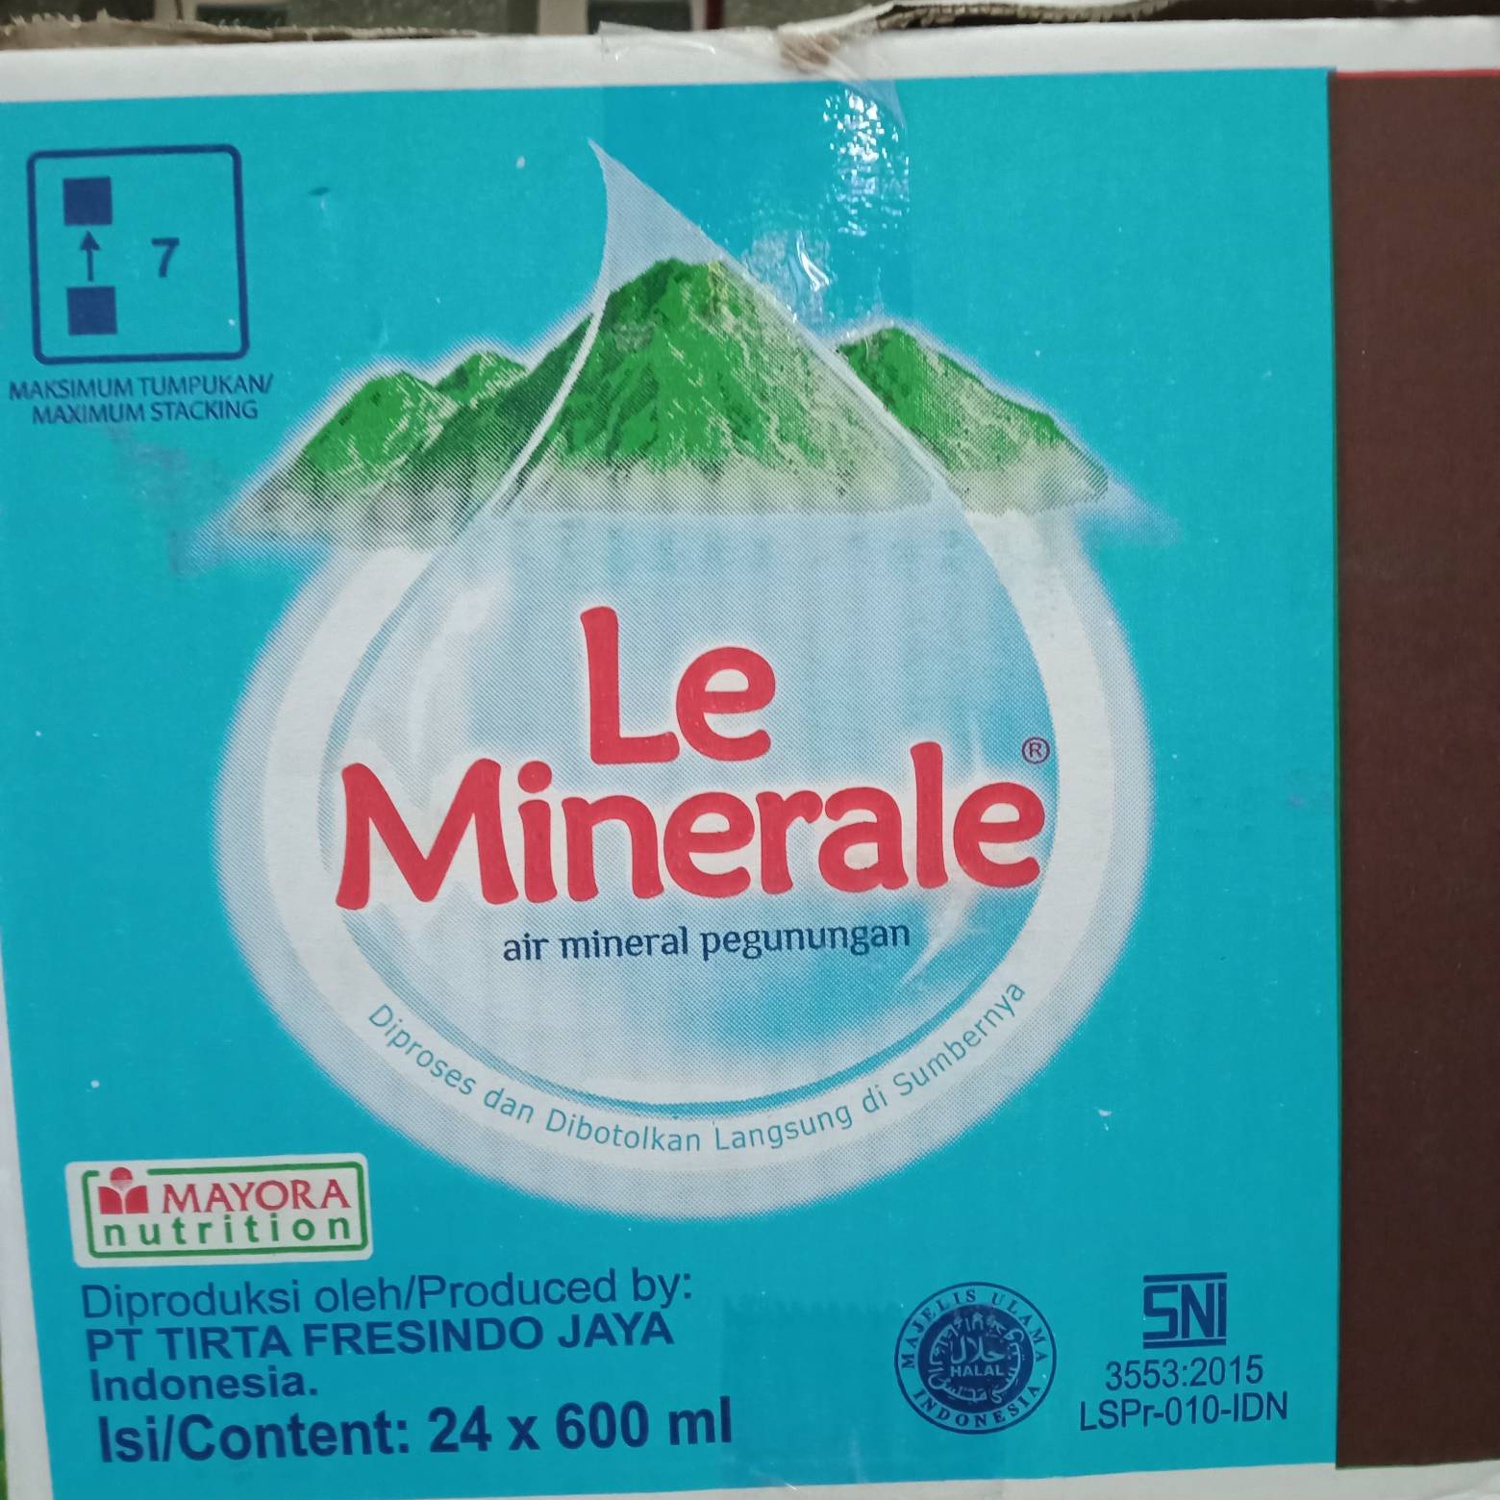 7
MAKSIMUM TUMPUKAN/
MAXIMUM STACKING
Le
Minerale®
air mineral pegunungan
Diproses dan Dibotolkan Langsung di Sumbernya
MAYORA
nutrition
Diproduksi oleh/Produced by:
PT TIRTA FRESINDO JAYA
Indonesia.
Isi/Content: 24 x 600 ml
MAJELIS ULAMA
حلال
HALAL
INDONESIA
SNI
3553:2015
LSPr-010-IDN